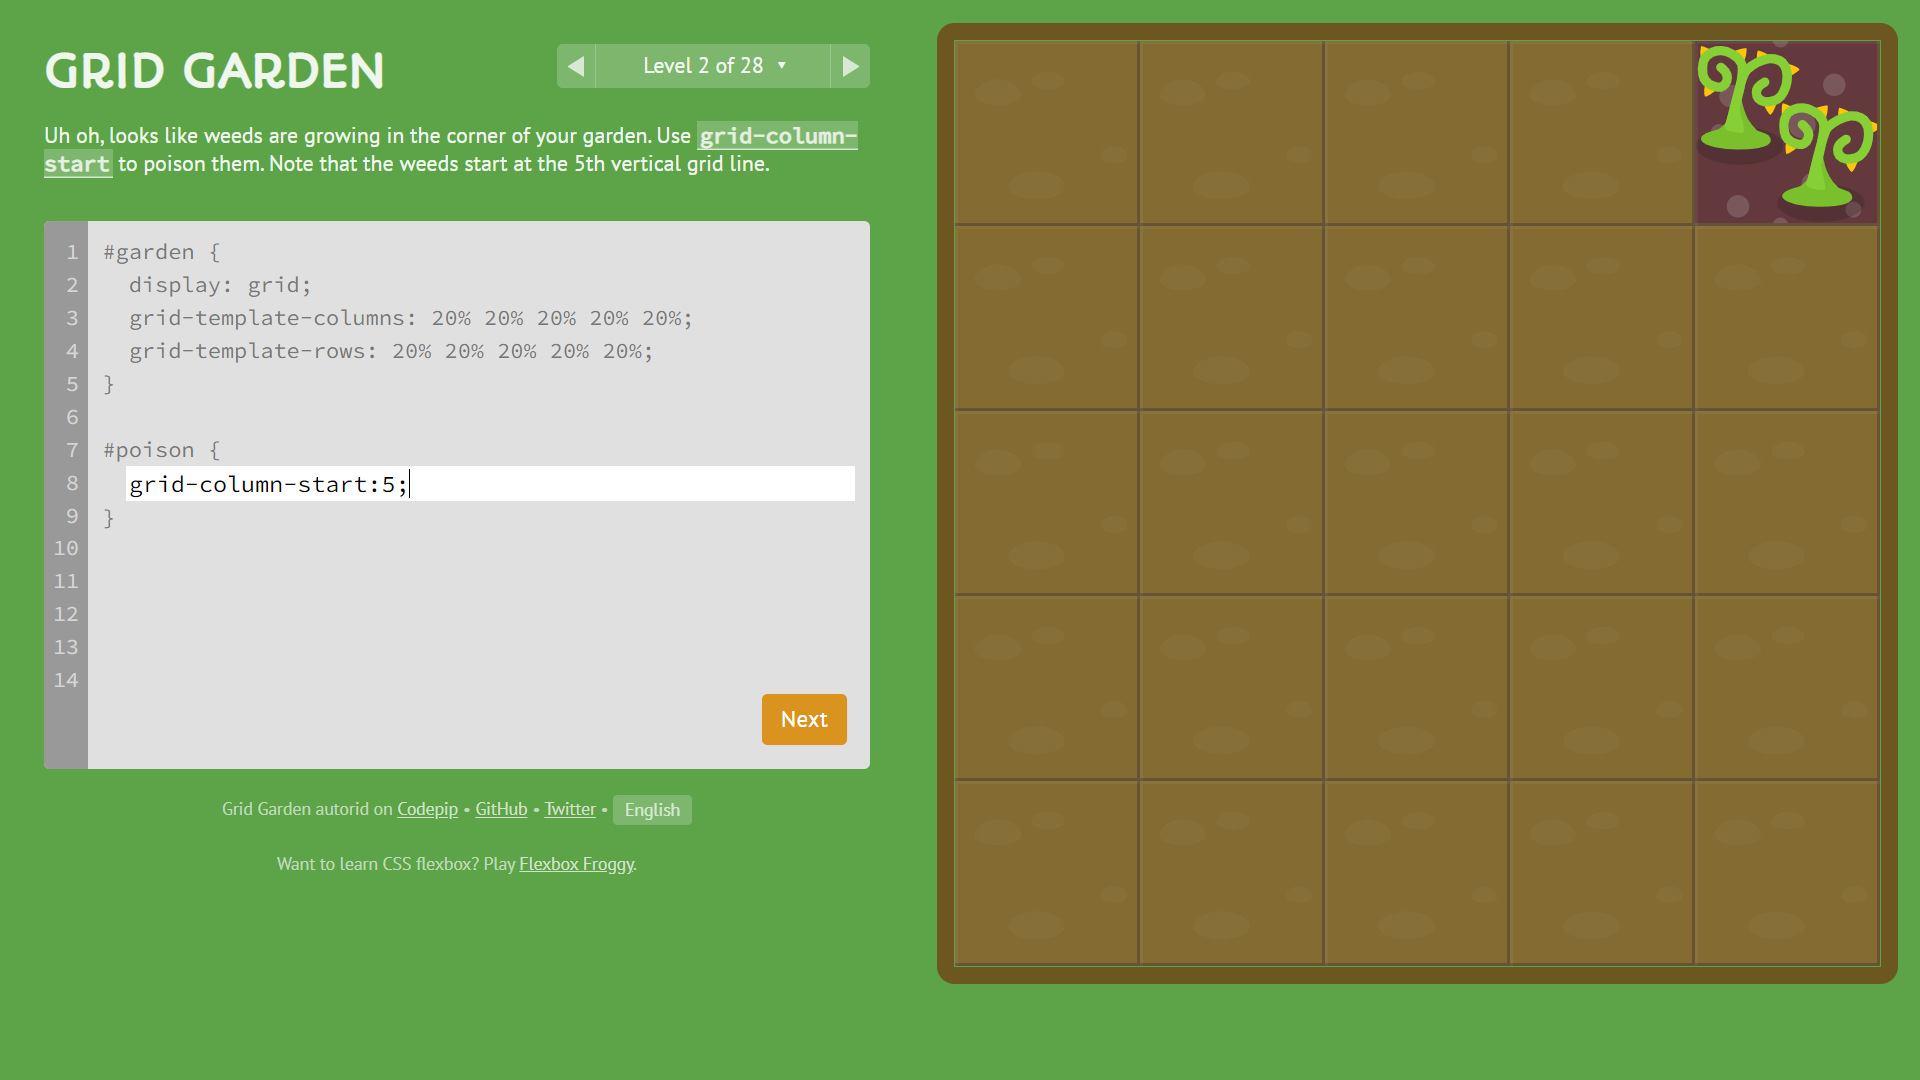 GRID GARDEN
Level 2 of 28 ▼
Uh oh, looks like weeds are growing in the corner of your garden. Use grid-column-
start to poison them. Note that the weeds start at the 5th vertical grid line.
1 #garden {
2 display: grid;
3 grid-template-columns: 20% 20% 20% 20% 20%;
4 grid-template-rows: 20% 20% 20% 20% 20%;
5 }
6
7 #poison {
8 grid-column-start:5;
9 }
10
11
12
13
14
Next
Grid Garden autorid on Codepip • GitHub • Twitter • English
Want to learn CSS flexbox? Play Flexbox Froggy.